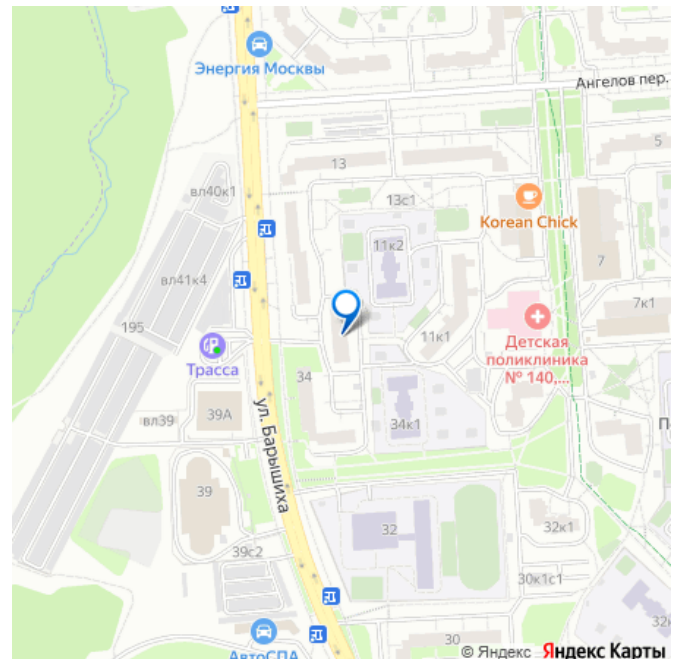 Энергия Москвы
Ангелов пер.
13
5
вл40к1
13с1
Korean Chick
11к2
вл41к4
7
7к1
195
11к1
Трасса
Детская
поликлиника
№ 140,...
34
39А
вл39
ул. Барышиха
34к1
39
32
32к1
39с2
30к1с1
30
АвтоСПА
© Яндекс Яндекс Карты